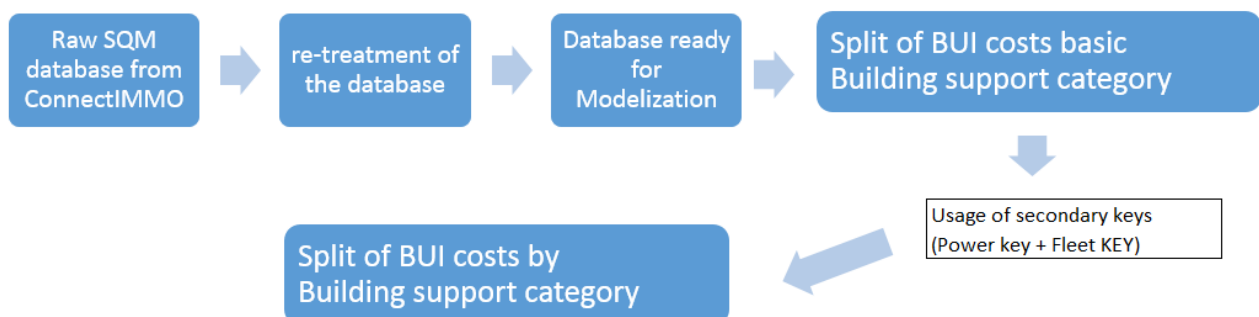 Raw SQM
database from
ConnectIMMO
re-treatment of
the database
Database ready
for
Modelization
Split of BUI costs basic
Building support category
Usage of secondary keys
(Power key + Fleet KEY)
Split of BUI costs by
Building support category